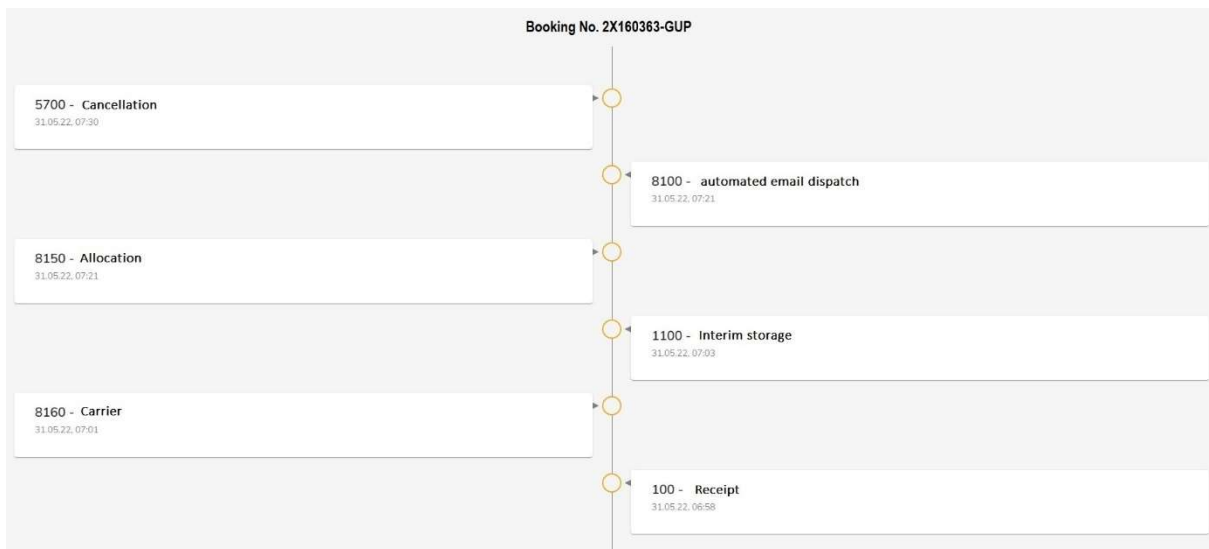 Booking No. 2X160363-GUP
5700 - Cancellation
31.05.22, 07:30
8100 - automated email dispatch
31.05.22, 07:21
8150 - Allocation
31.05.22, 07:21
1100 - Interim storage
31.05.22, 07:03
8160 - Carrier
31.05.22, 07:01
100 - Receipt
31.05.22, 06:58